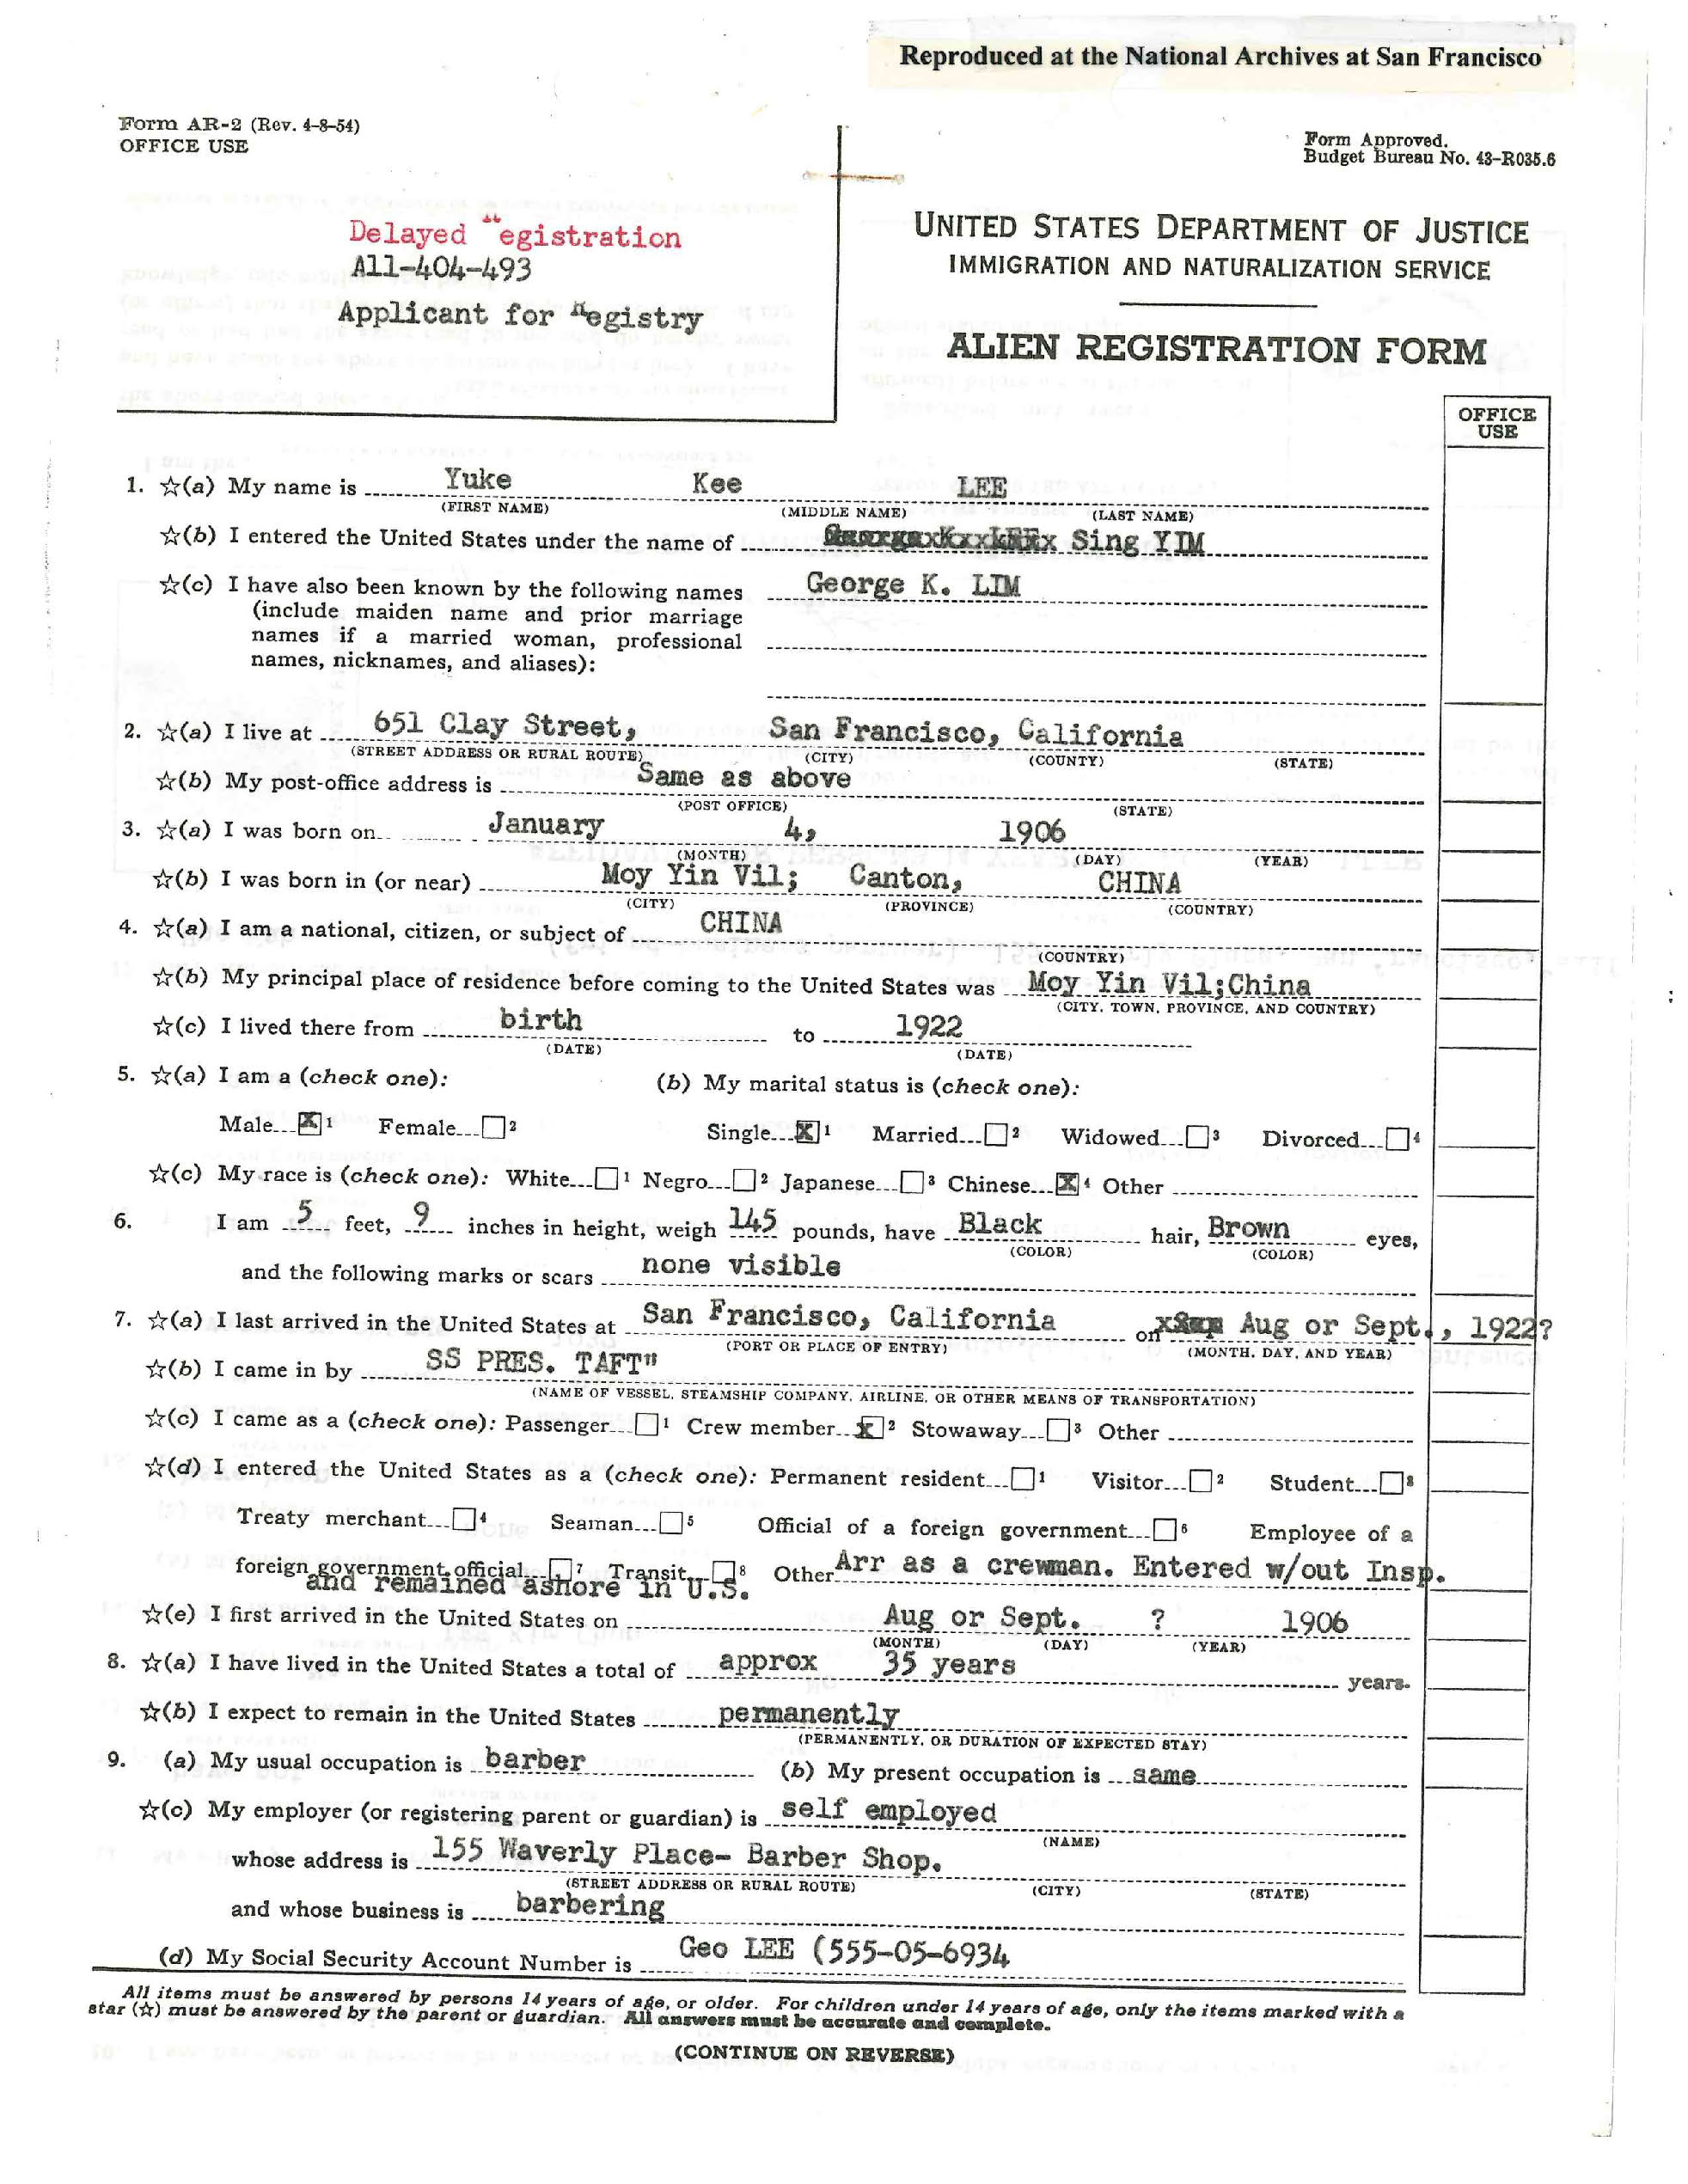 Reproduced at the National Archives at San Francisco
Form AR-2 (Rev. 4-8-54)
OFFICE USE
Form Approved.
Budget Bureau No. 43-R035.6
Delayed "egistration
A11-404-493
Applicant for Registry
UNITED STATES DEPARTMENT OF JUSTICE
IMMIGRATION AND NATURALIZATION SERVICE
ALIEN REGISTRATION FORM
OFFICE
USE
1. ☆(a) My name is Yuke Kee LEE
(FIRST NAME) (MIDDLE NAME) (LAST NAME)
☆(b) I entered the United States under the name of Sing YIM
☆(c) I have also been known by the following names George K. LIM
(include maiden name and prior marriage
names if a married woman, professional
names, nicknames, and aliases):
2. ☆(a) I live at 651 Clay Street, San Francisco, California
(STREET ADDRESS OR RURAL ROUTE) (CITY) (COUNTY) (STATE)
☆(b) My post-office address is Same as above
(POST OFFICE) (STATE)
3. ☆(a) I was born on January 4, 1906
(MONTH) (DAY) (YEAR)
☆(b) I was born in (or near) Moy Yin Vil; Canton, CHINA
(CITY) (PROVINCE) (COUNTRY)
4. ☆(a) I am a national, citizen, or subject of CHINA
(COUNTRY)
☆(b) My principal place of residence before coming to the United States was Moy Yin Vil;China
(CITY, TOWN, PROVINCE, AND COUNTRY)
☆(c) I lived there from birth to 1922
(DATE) (DATE)
5. ☆(a) I am a (check one): (b) My marital status is (check one):
Male X 1 Female 2 Single X 1 Married 2 Widowed 3 Divorced 4
☆(c) My race is (check one): White 1 Negro 2 Japanese 3 Chinese X 4 Other
6. I am 5 feet, 9 inches in height, weigh 145 pounds, have Black hair, Brown eyes,
(COLOR) (COLOR)
and the following marks or scars none visible
7. ☆(a) I last arrived in the United States at San Francisco, California on Aug or Sept., 1922?
(PORT OR PLACE OF ENTRY) (MONTH, DAY, AND YEAR)
☆(b) I came in by SS PRES. TAFT"
(NAME OF VESSEL, STEAMSHIP COMPANY, AIRLINE, OR OTHER MEANS OF TRANSPORTATION)
☆(c) I came as a (check one): Passenger 1 Crew member x 2 Stowaway 3 Other
☆(d) I entered the United States as a (check one): Permanent resident 1 Visitor 2 Student 3
Treaty merchant 4 Seaman 5 Official of a foreign government 6 Employee of a
foreign government official 7 Transit 8 Other Arr as a crewman. Entered w/out Insp.
and remained ashore in U.S.
☆(e) I first arrived in the United States on Aug or Sept. ? 1906
(MONTH) (DAY) (YEAR)
8. ☆(a) I have lived in the United States a total of approx 35 years years.
☆(b) I expect to remain in the United States permanently
(PERMANENTLY, OR DURATION OF EXPECTED STAY)
9. (a) My usual occupation is barber (b) My present occupation is same
☆(c) My employer (or registering parent or guardian) is self employed
(NAME)
whose address is 155 Waverly Place- Barber Shop.
(STREET ADDRESS OR RURAL ROUTE) (CITY) (STATE)
and whose business is barbering
(d) My Social Security Account Number is Geo LEE (555-05-6934
All items must be answered by persons 14 years of age, or older. For children under 14 years of age, only the items marked with a
star (☆) must be answered by the parent or guardian. All answers must be accurate and complete.
(CONTINUE ON REVERSE)